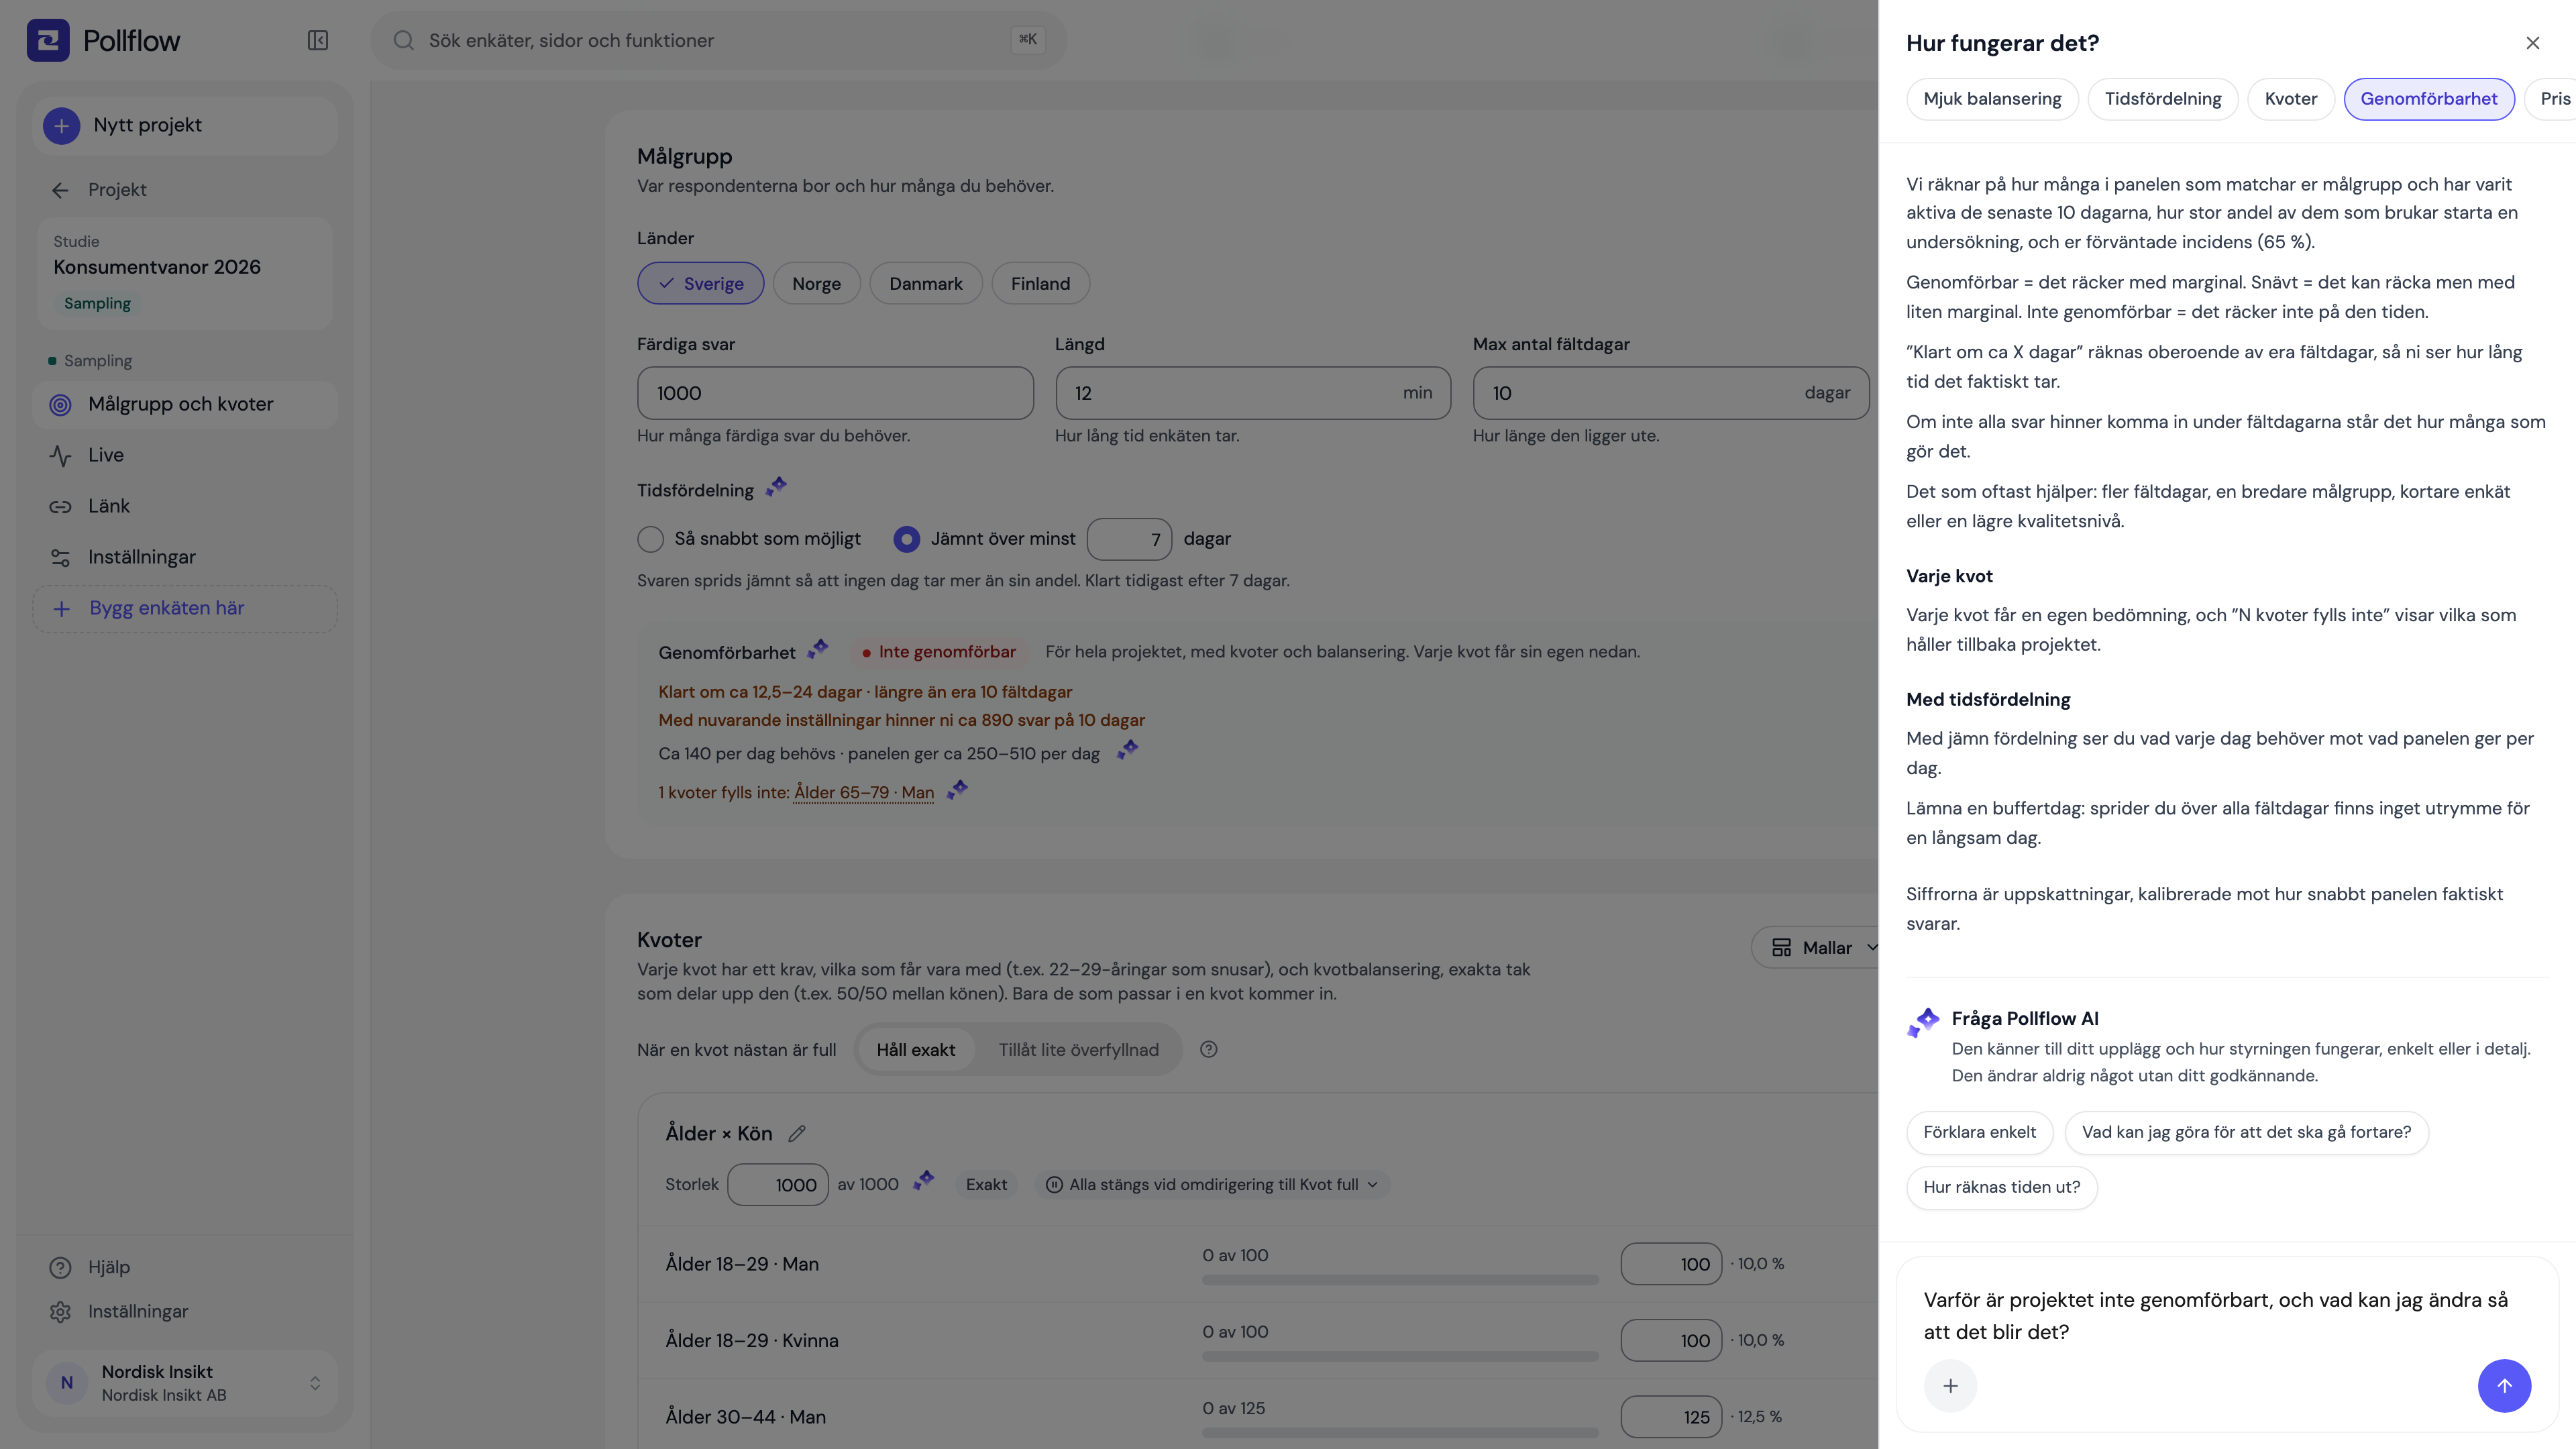 Pollflow
Sök enkäter, sidor och funktioner
⌘K
Nytt projekt
Projekt
Studie
Konsumentvanor 2026
Sampling
Sampling
Målgrupp och kvoter
Live
Länk
Inställningar
Bygg enkäten här
Hjälp
Inställningar
N
Nordisk Insikt
Nordisk Insikt AB
Målgrupp
Var respondenterna bor och hur många du behöver.
Länder
Sverige
Norge
Danmark
Finland
Färdiga svar
1000
Hur många färdiga svar du behöver.
Längd
12 min
Hur lång tid enkäten tar.
Max antal fältdagar
10 dagar
Hur länge den ligger ute.
Tidsfördelning
Så snabbt som möjligt
Jämnt över minst 7 dagar
Svaren sprids jämnt så att ingen dag tar mer än sin andel. Klart tidigast efter 7 dagar.
Genomförbarhet
Inte genomförbar
För hela projektet, med kvoter och balansering. Varje kvot får sin egen nedan.
Klart om ca 12,5–24 dagar · längre än era 10 fältdagar
Med nuvarande inställningar hinner ni ca 890 svar på 10 dagar
Ca 140 per dag behövs · panelen ger ca 250–510 per dag
1 kvoter fylls inte: Ålder 65–79 · Man
Kvoter
Varje kvot har ett krav, vilka som får vara med (t.ex. 22–29-åringar som snusar), och kvotbalansering, exakta tak
som delar upp den (t.ex. 50/50 mellan könen). Bara de som passar i en kvot kommer in.
Mallar
När en kvot nästan är full
Håll exakt
Tillåt lite överfyllnad
Ålder × Kön
Storlek 1000 av 1000
Exakt
Alla stängs vid omdirigering till Kvot full
Ålder 18–29 · Man
0 av 100
100 · 10,0 %
Ålder 18–29 · Kvinna
0 av 100
100 · 10,0 %
Ålder 30–44 · Man
0 av 125
125 · 12,5 %
Hur fungerar det?
Mjuk balansering
Tidsfördelning
Kvoter
Genomförbarhet
Pris
Vi räknar på hur många i panelen som matchar er målgrupp och har varit
aktiva de senaste 10 dagarna, hur stor andel av dem som brukar starta en
undersökning, och er förväntade incidens (65 %).
Genomförbar = det räcker med marginal. Snävt = det kan räcka men med
liten marginal. Inte genomförbar = det räcker inte på den tiden.
”Klart om ca X dagar” räknas oberoende av era fältdagar, så ni ser hur lång
tid det faktiskt tar.
Om inte alla svar hinner komma in under fältdagarna står det hur många som
gör det.
Det som oftast hjälper: fler fältdagar, en bredare målgrupp, kortare enkät
eller en lägre kvalitetsnivå.
Varje kvot
Varje kvot får en egen bedömning, och ”N kvoter fylls inte” visar vilka som
håller tillbaka projektet.
Med tidsfördelning
Med jämn fördelning ser du vad varje dag behöver mot vad panelen ger per
dag.
Lämna en buffertdag: sprider du över alla fältdagar finns inget utrymme för
en långsam dag.
Siffrorna är uppskattningar, kalibrerade mot hur snabbt panelen faktiskt
svarar.
Fråga Pollflow AI
Den känner till ditt upplägg och hur styrningen fungerar, enkelt eller i detalj.
Den ändrar aldrig något utan ditt godkännande.
Förklara enkelt
Vad kan jag göra för att det ska gå fortare?
Hur räknas tiden ut?
Varför är projektet inte genomförbart, och vad kan jag ändra så
att det blir det?